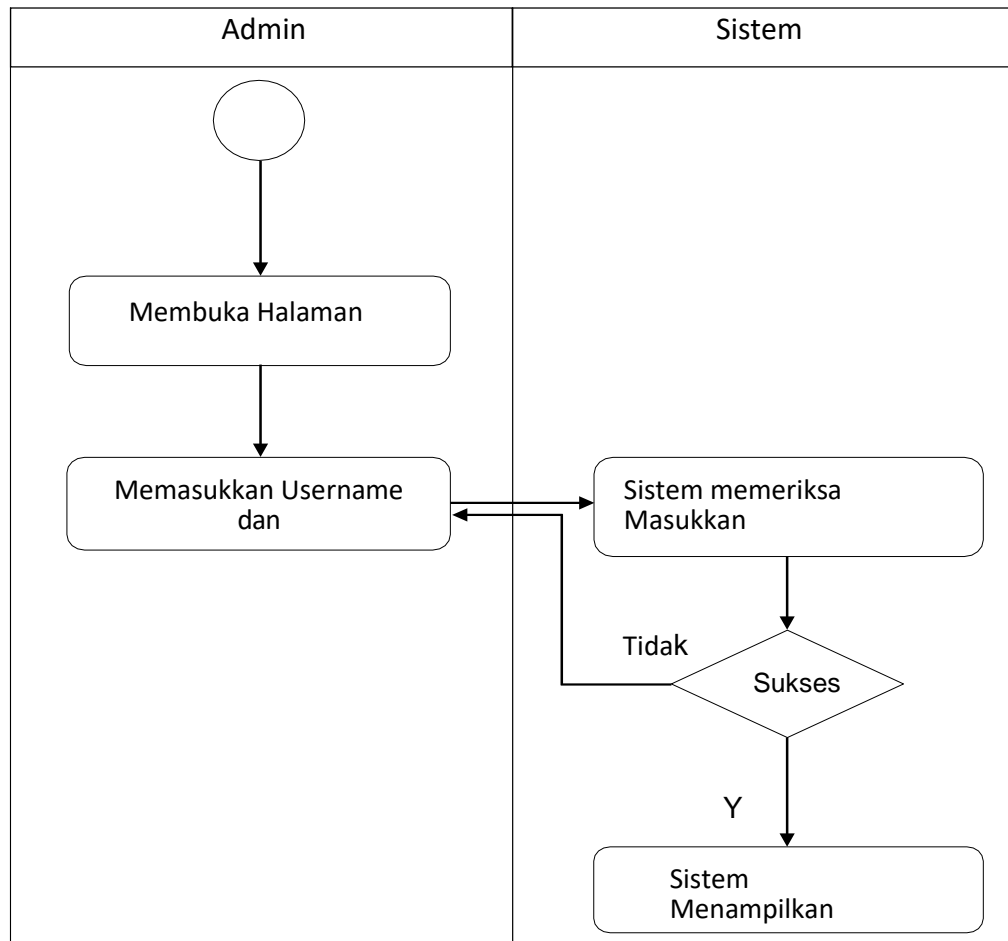 Admin
Sistem
Membuka Halaman
Memasukkan Username
dan
Sistem memeriksa
Masukkan
Tidak
Sukses
Y
Sistem
Menampilkan